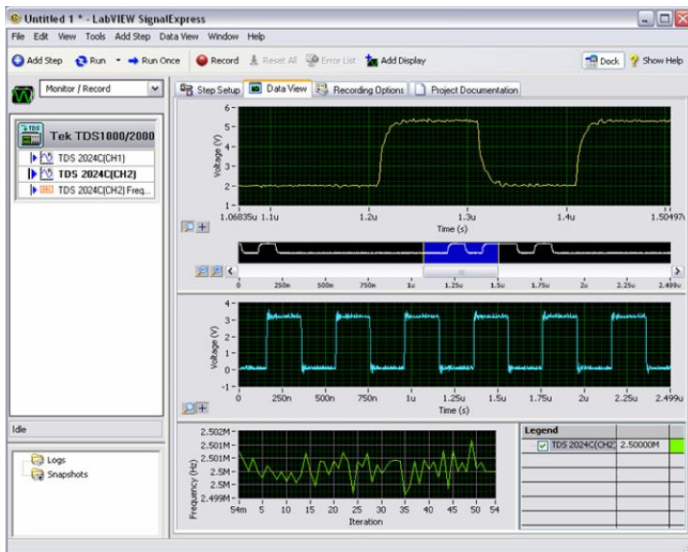 Untitled 1 * - LabVIEW SignalExpress
File Edit View Tools Add Step Data View Window Help
Add Step Run Run Once Record Reset All Error List Add Display Dock Show Help
Monitor / Record
Step Setup Data View Recording Options Project Documentation
TDS
Tek TDS1000/2000
TDS 2024C(CH1)
TDS 2024C(CH2)
TDS 2024C(CH2) Freq...
Voltage (V)
6
5
4
3
2
1
1.06835u 1.1u 1.2u 1.3u 1.4u 1.50497u
Time (s)
0 250n 500n 750n 1u 1.25u 1.5u 1.75u 2u 2.25u 2.499u
Voltage (V)
4
3
2
1
0
-1
0 250n 500n 750n 1u 1.25u 1.5u 1.75u 2u 2.25u 2.499u
Time (s)
Idle
Logs
Snapshots
Frequency (Hz)
2.502M
2.501M
2.501M
2.5M
2.5M
2.499M
54m 5 10 15 20 25 30 35 40 45 50 54
Iteration
Legend
TDS 2024C(CH2) 2.50000M